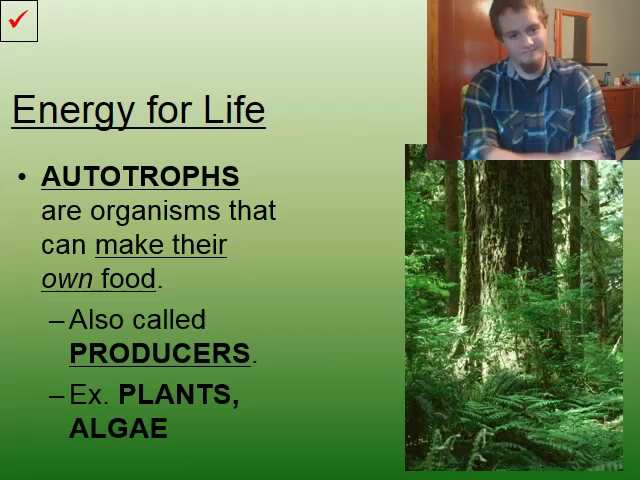 Energy for Life
• AUTOTROPHS
are organisms that
can make their
own food.
– Also called
PRODUCERS.
– Ex. PLANTS,
ALGAE